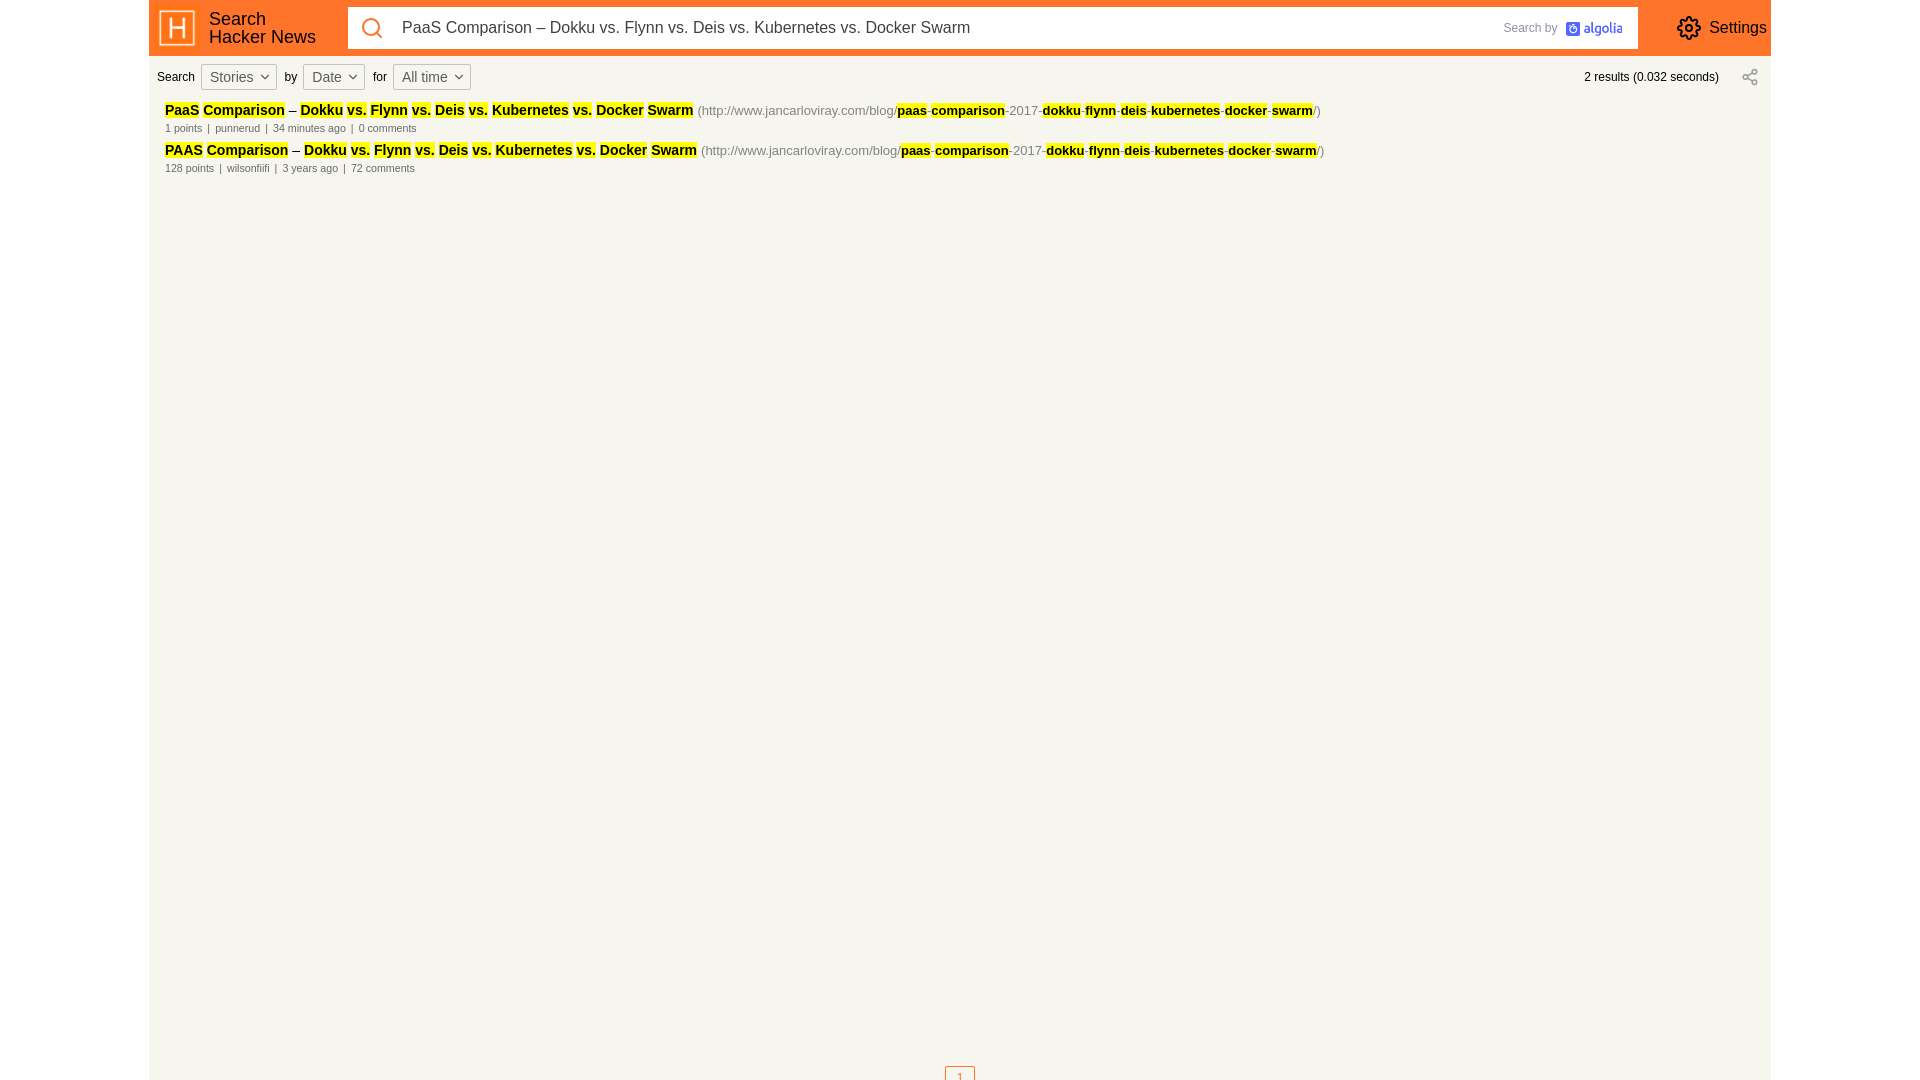 H
Search
Hacker News
PaaS Comparison – Dokku vs. Flynn vs. Deis vs. Kubernetes vs. Docker Swarm
Search by algolia
Settings
Search Stories by Date for All time
2 results (0.032 seconds)
PaaS Comparison – Dokku vs. Flynn vs. Deis vs. Kubernetes vs. Docker Swarm (http://www.jancarloviray.com/blog/paas-comparison-2017-dokku-flynn-deis-kubernetes-docker-swarm/)
1 points | punnerud | 34 minutes ago | 0 comments
PAAS Comparison – Dokku vs. Flynn vs. Deis vs. Kubernetes vs. Docker Swarm (http://www.jancarloviray.com/blog/paas-comparison-2017-dokku-flynn-deis-kubernetes-docker-swarm/)
128 points | wilsonfiifi | 3 years ago | 72 comments
1